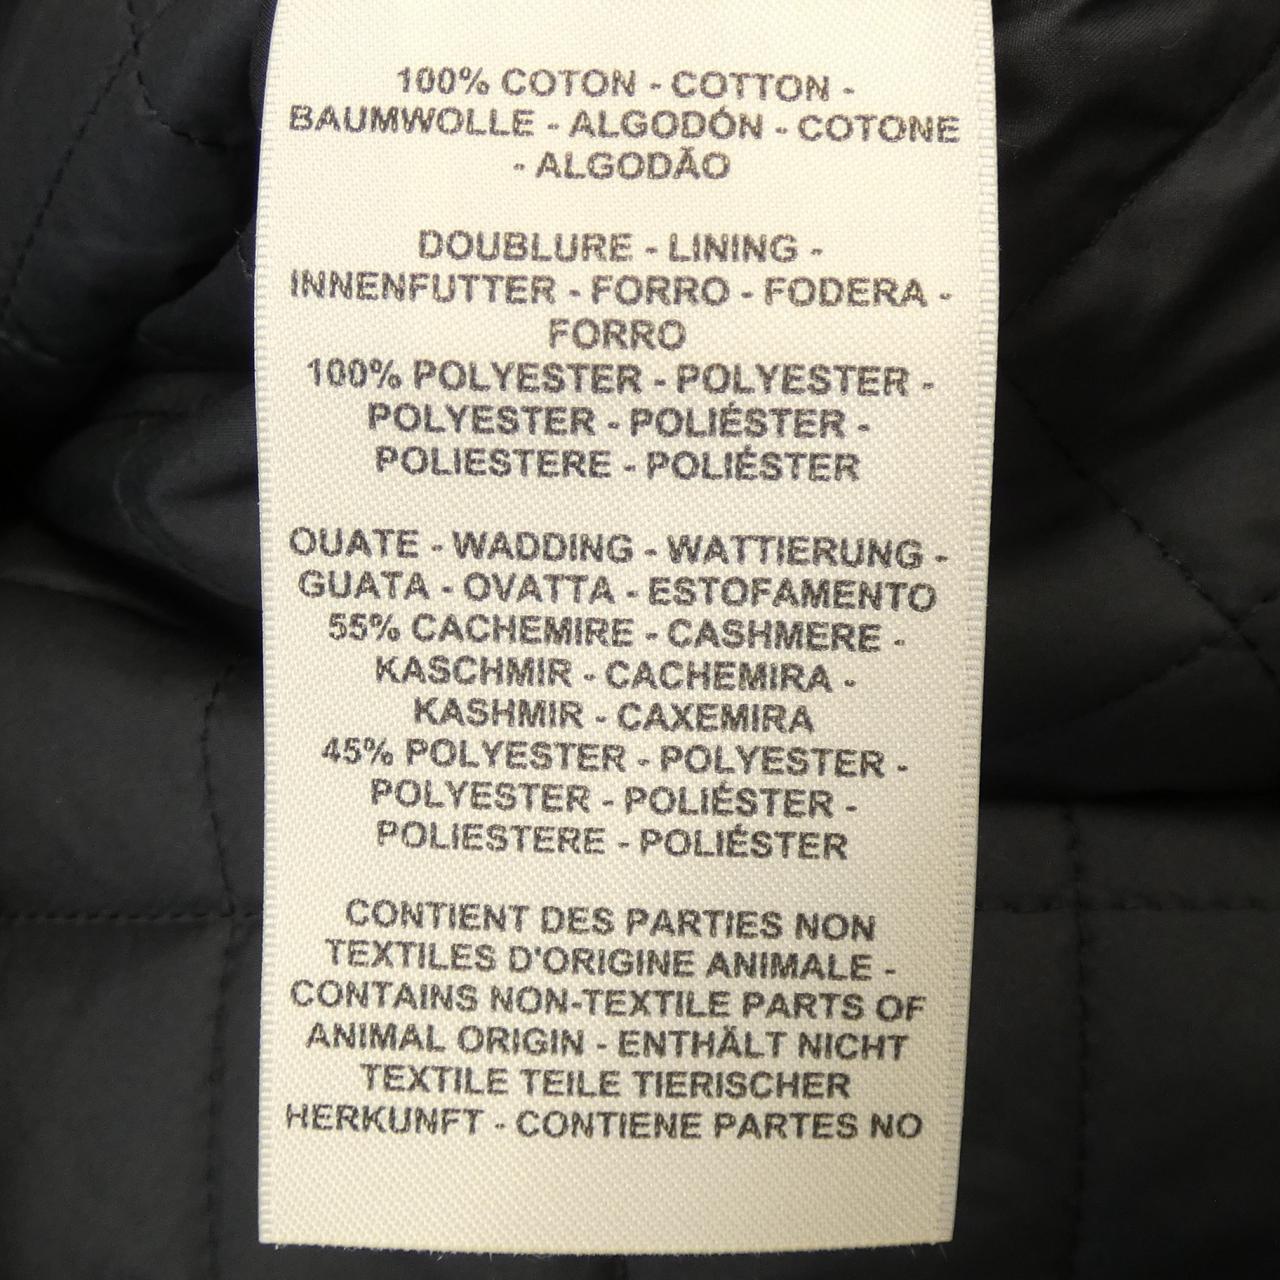 100% COTON - COTTON -
BAUMWOLLE - ALGODÓN - COTONE
- ALGODÃO
DOUBLURE - LINING -
INNENFUTTER - FORRO - FODERA -
FORRO
100% POLYESTER - POLYESTER -
POLYESTER - POLIÉSTER -
POLIESTERE - POLIÉSTER
OUATE - WADDING - WATTIERUNG -
GUATA - OVATTA - ESTOFAMENTO
55% CACHEMIRE - CASHMERE -
KASCHMIR - CACHEMIRA -
KASHMIR - CAXEMIRA
45% POLYESTER - POLYESTER -
POLYESTER - POLIÉSTER -
POLIESTERE - POLIÉSTER
CONTIENT DES PARTIES NON
TEXTILES D'ORIGINE ANIMALE -
CONTAINS NON-TEXTILE PARTS OF
ANIMAL ORIGIN - ENTHÄLT NICHT
TEXTILE TEILE TIERISCHER
HERKUNFT - CONTIENE PARTES NO